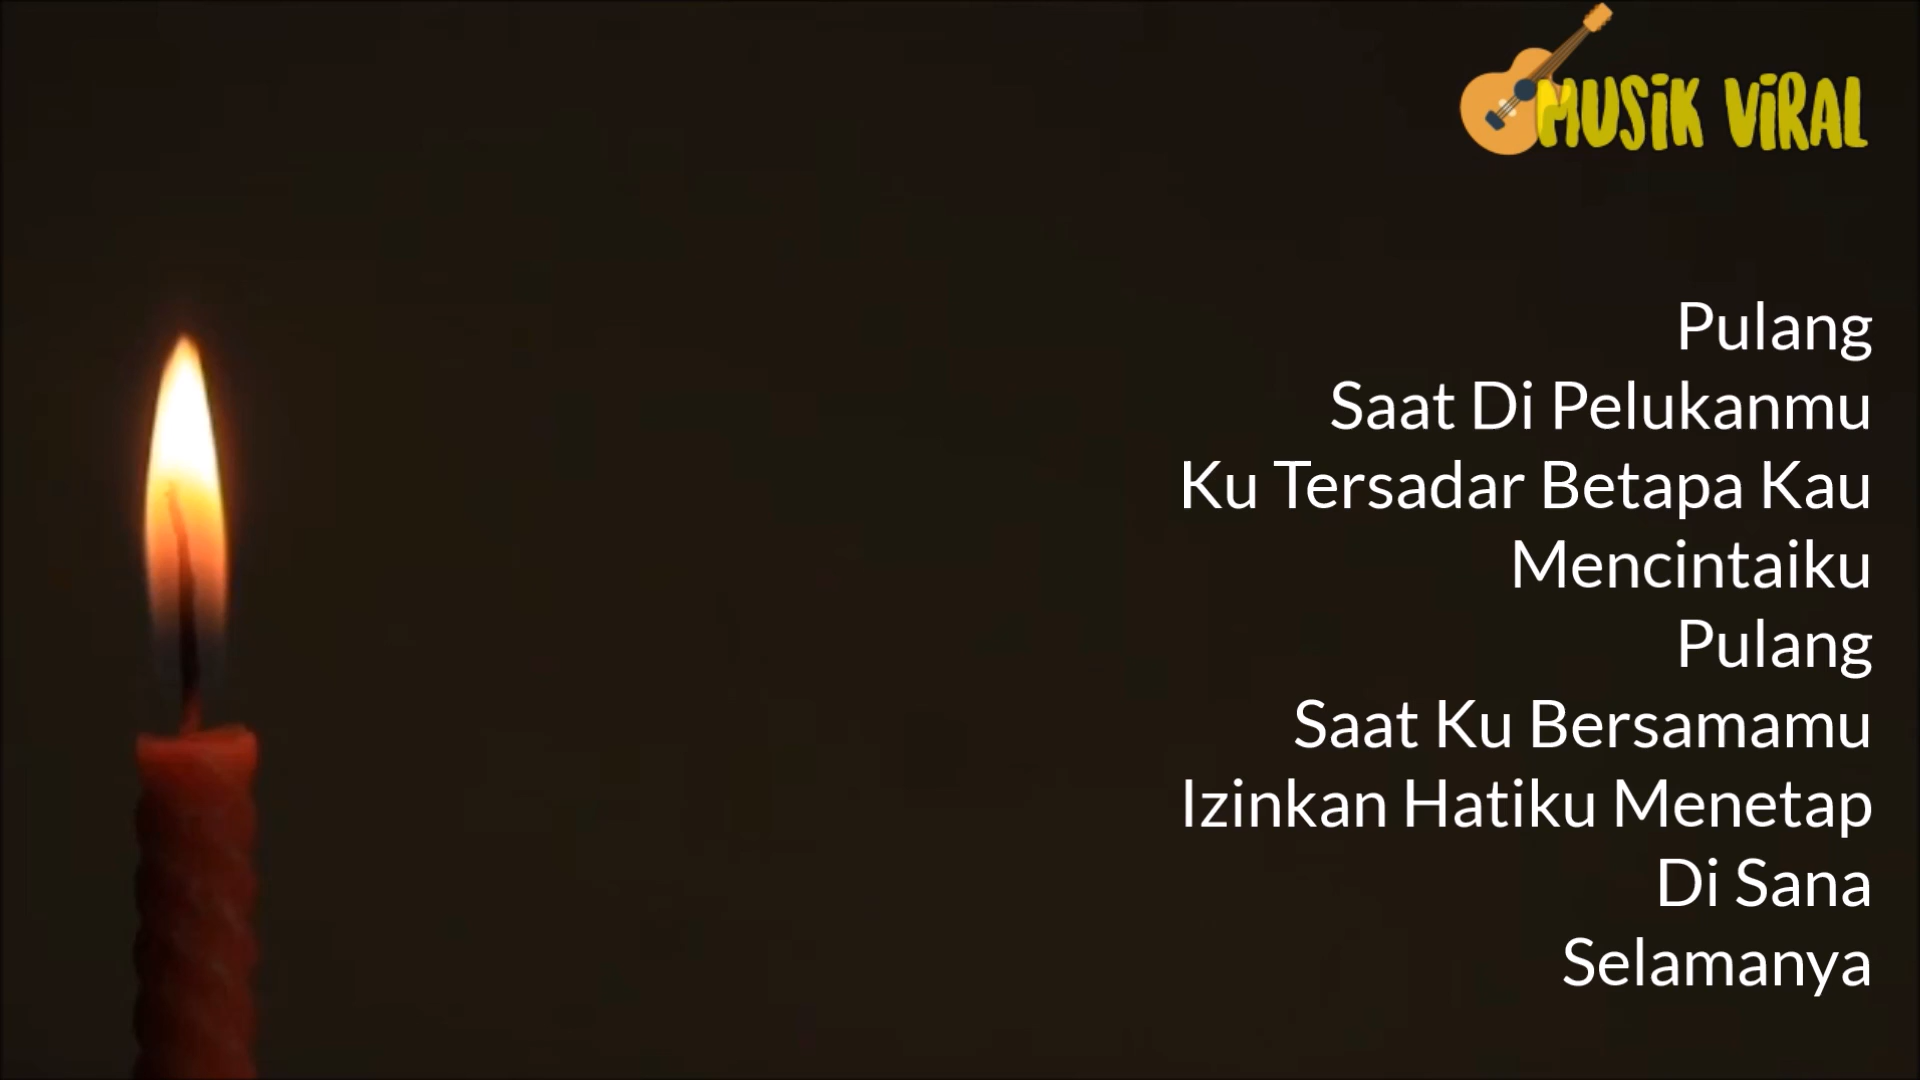 MUSIK VIRAL
Pulang
Saat Di Pelukanmu
Ku Tersadar Betapa Kau
Mencintaiku
Pulang
Saat Ku Bersamamu
Izinkan Hatiku Menetap
Di Sana
Selamanya